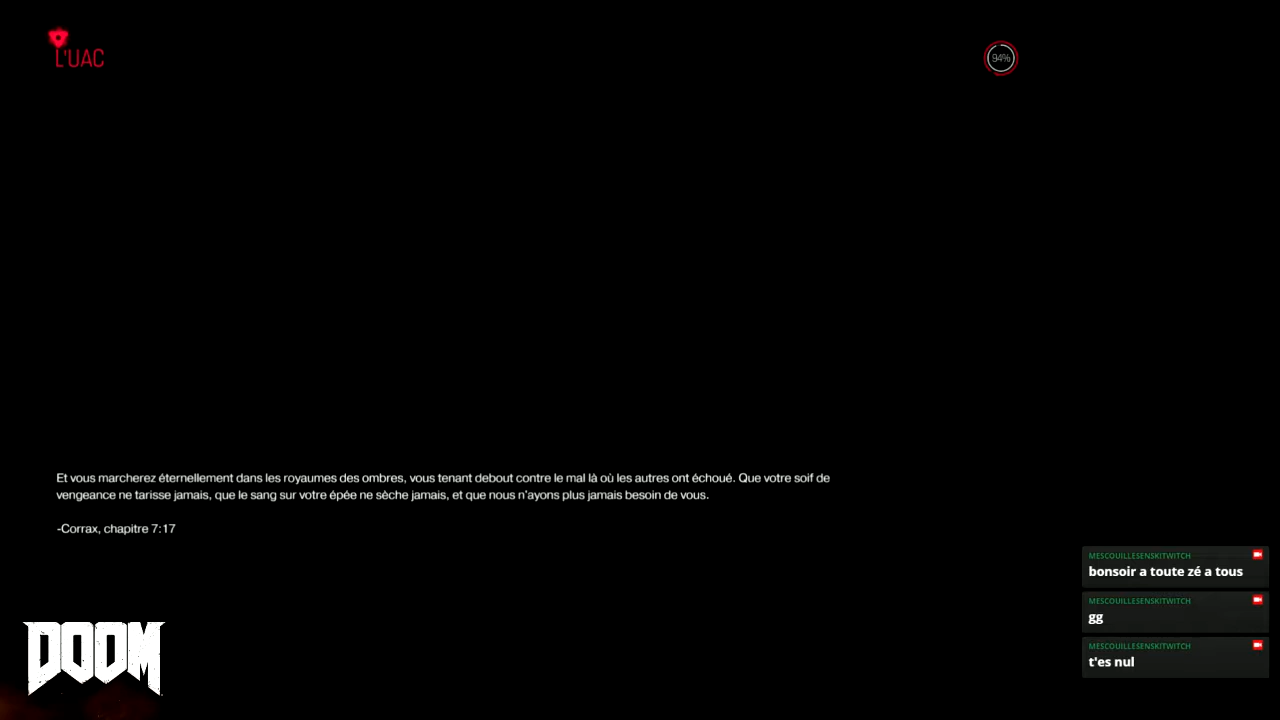 L'UAC
94%
Et vous marcherez éternellement dans les royaumes des ombres, vous tenant debout contre le mal là où les autres ont échoué. Que votre soif de
vengeance ne tarisse jamais, que le sang sur votre épée ne sèche jamais, et que nous n'ayons plus jamais besoin de vous.
-Corrax, chapitre 7:17
MESCOUILLESENSKITWITCH
bonsoir a toute zé a tous
MESCOUILLESENSKITWITCH
gg
MESCOUILLESENSKITWITCH
t'es nul
DOOM